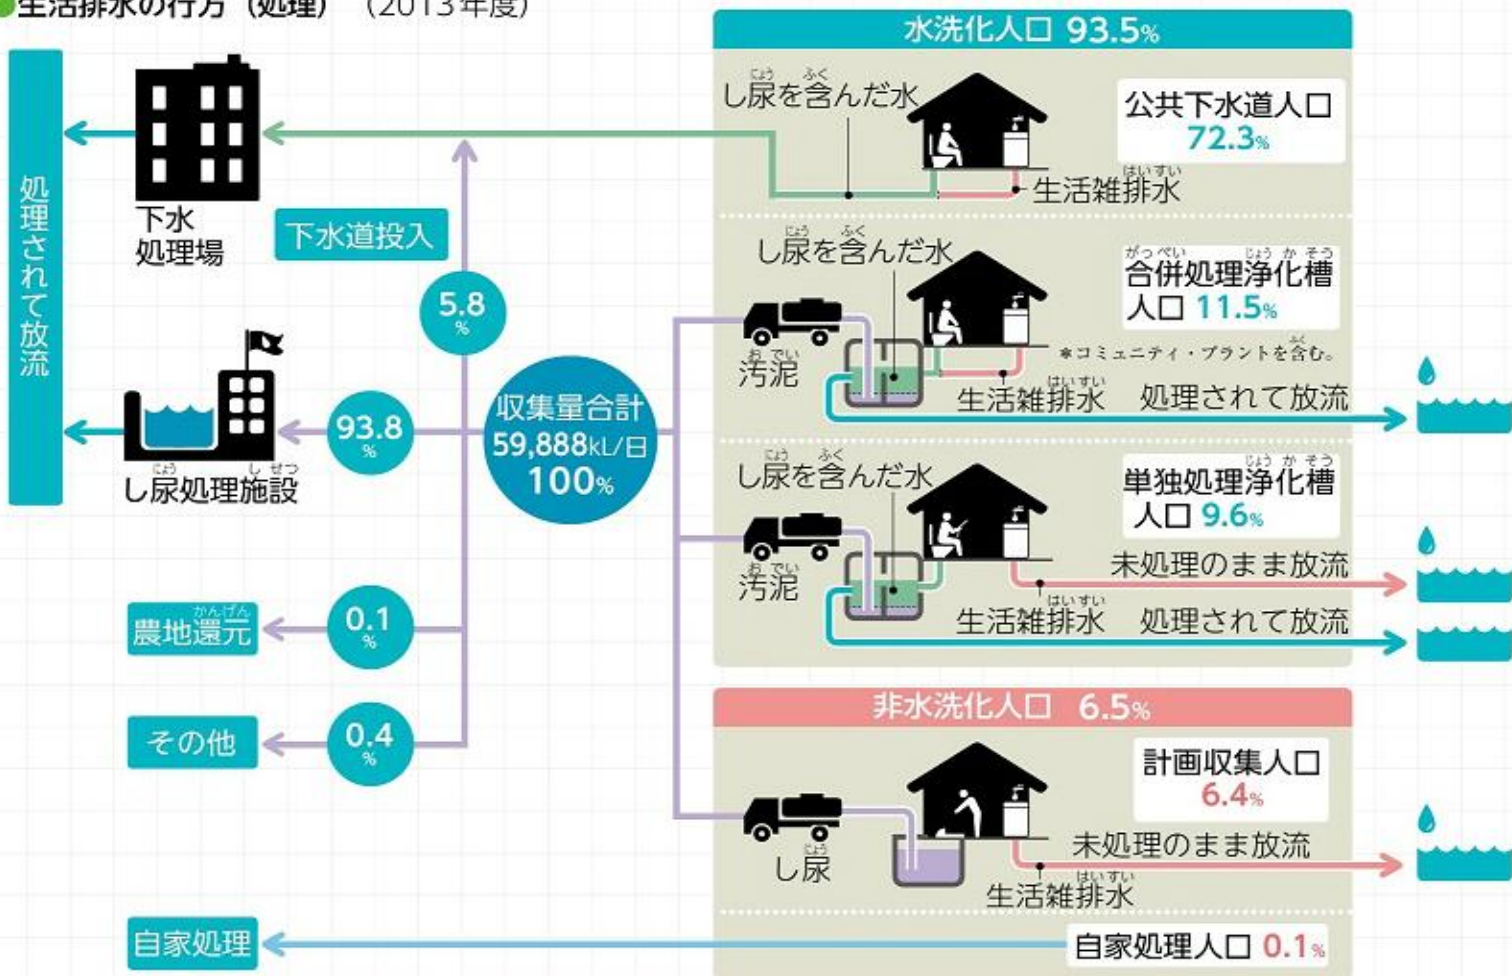 ●生活排水の行方（処理）（2013年度）
処理されて放流
下水
処理場
下水道投入
5.8
%
93.8
%
し尿処理施設
にょう
しせつ
収集量合計
59,888kL/日
100%
農地還元
かんげん
0.1
%
その他
0.4
%
自家処理
水洗化人口 93.5%
にょう
ふく
し尿を含んだ水
公共下水道人口
72.3%
はいすい
生活雑排水
にょう
ふく
し尿を含んだ水
がっぺい
じょうかそう
合併処理浄化槽
人口 11.5%
ふく
*コミュニティ・プラントを含む。
おでい
汚泥
はいすい
生活雑排水
処理されて放流
にょう
ふく
し尿を含んだ水
じょうかそう
単独処理浄化槽
人口 9.6%
おでい
汚泥
未処理のまま放流
はいすい
生活雑排水
処理されて放流
非水洗化人口 6.5%
計画収集人口
6.4%
にょう
し尿
未処理のまま放流
はいすい
生活雑排水
自家処理人口 0.1%